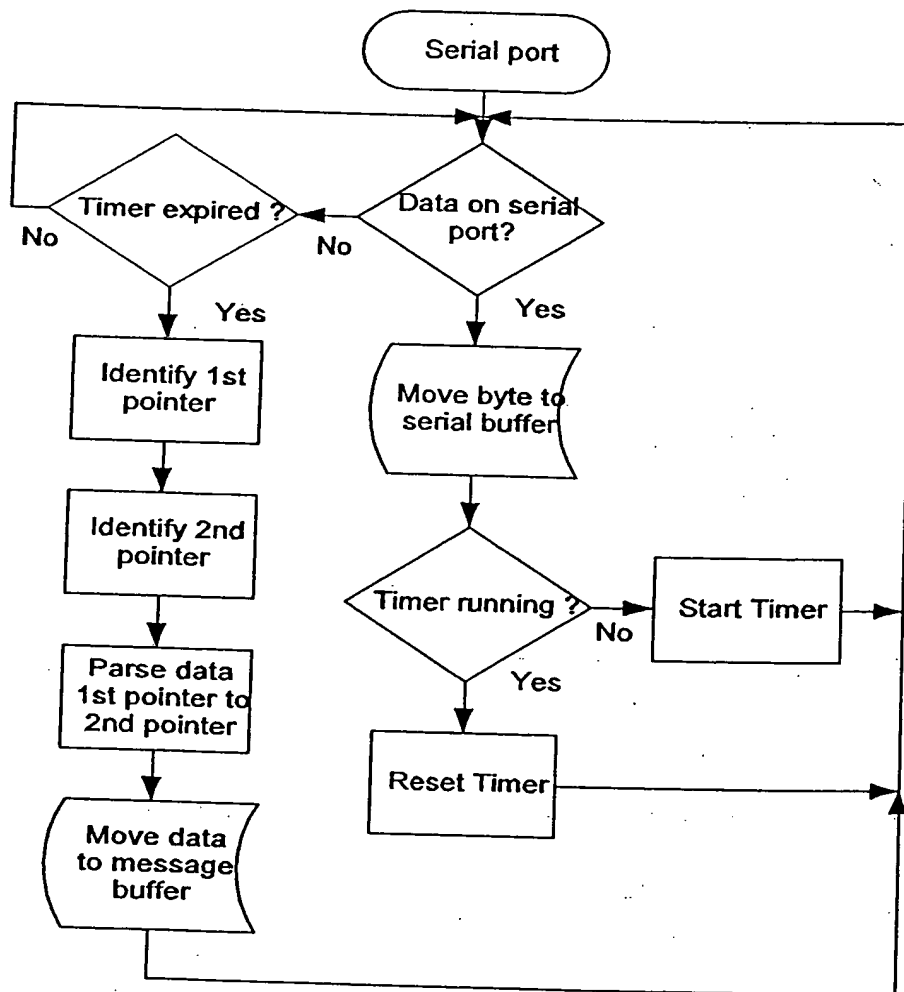 Serial port
Data on serial
port?
Timer expired ?
No
No
Yes
Yes
Identify 1st
pointer
Move byte to
serial buffer
Identify 2nd
pointer
Timer running ?
No
Start Timer
Yes
Parse data
1st pointer to
2nd pointer
Reset Timer
Move data
to message
buffer